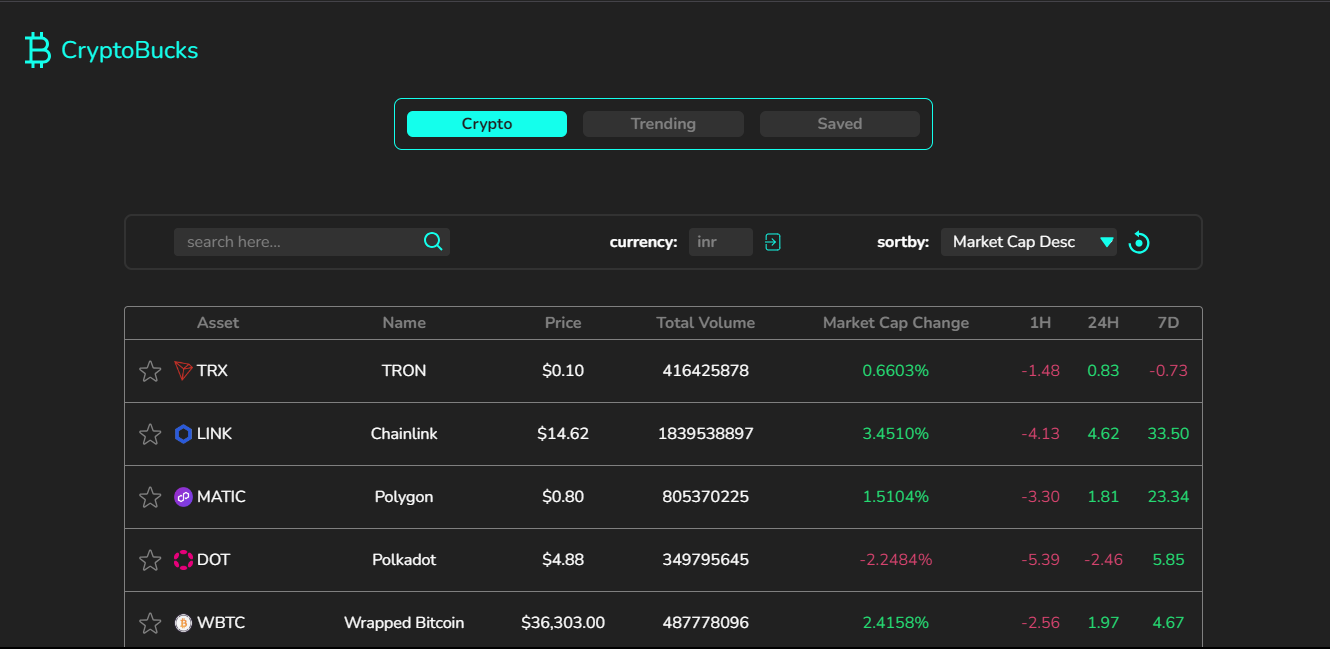 CryptoBucks
Crypto Trending Saved
search here... currency: inr sortby: Market Cap Desc
Asset Name Price Total Volume Market Cap Change 1H 24H 7D
TRX TRON $0.10 416425878 0.6603% -1.48 0.83 -0.73
LINK Chainlink $14.62 1839538897 3.4510% -4.13 4.62 33.50
MATIC Polygon $0.80 805370225 1.5104% -3.30 1.81 23.34
DOT Polkadot $4.88 349795645 -2.2484% -5.39 -2.46 5.85
WBTC Wrapped Bitcoin $36,303.00 487778096 2.4158% -2.56 1.97 4.67